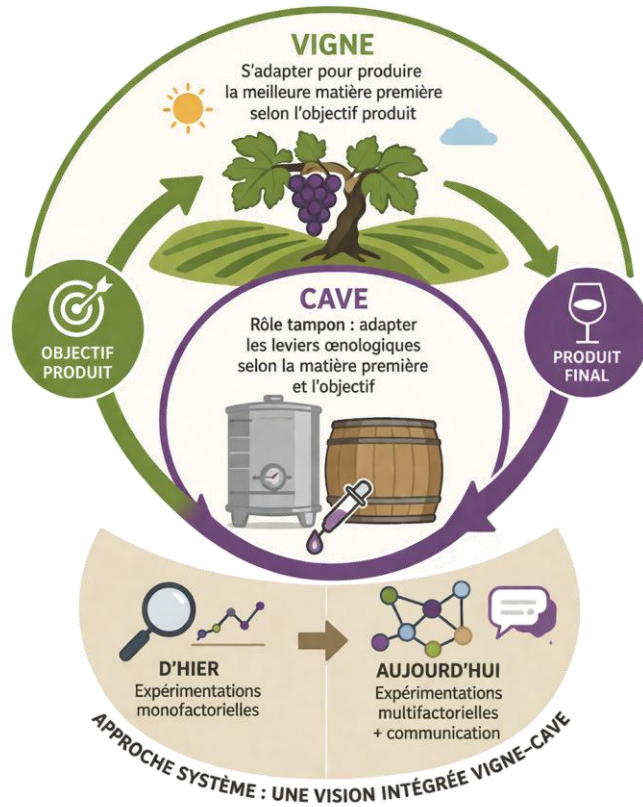 VIGNE
S'adapter pour produire
la meilleure matière première
selon l'objectif produit
OBJECTIF
PRODUIT
CAVE
Rôle tampon : adapter
les leviers œnologiques
selon la matière première
et l'objectif
PRODUIT
FINAL
D'HIER
Expérimentations
monofactorielles
AUJOURD'HUI
Expérimentations
multifactorielles
+ communication
APPROCHE SYSTÈME : UNE VISION INTÉGRÉE VIGNE–CAVE